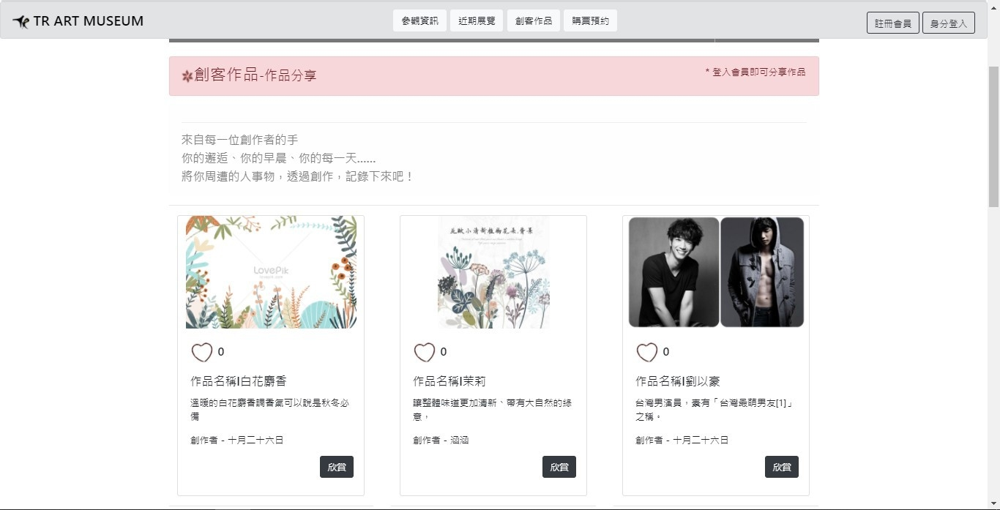 TR ART MUSEUM
參觀資訊
近期展覽
創客作品
購票預約
註冊會員
身分登入
創客作品-作品分享
* 登入會員即可分享作品
來自每一位創作者的手
你的邂逅、你的早晨、你的每一天......
將你周遭的人事物，透過創作，記錄下來吧！
LovePik
北歐小清新植物花朵背景
0
作品名稱|白花麝香
溫暖的白花麝香調香氣可以說是秋冬必
備
創作者 - 十月二十六日
欣賞
0
作品名稱|茉莉
讓整體味道更加清新、帶有大自然的綠
意，
創作者 - 涵涵
欣賞
0
作品名稱|劉以豪
台灣男演員，素有「台灣最萌男友[1]」
之稱。
創作者 - 十月二十六日
欣賞